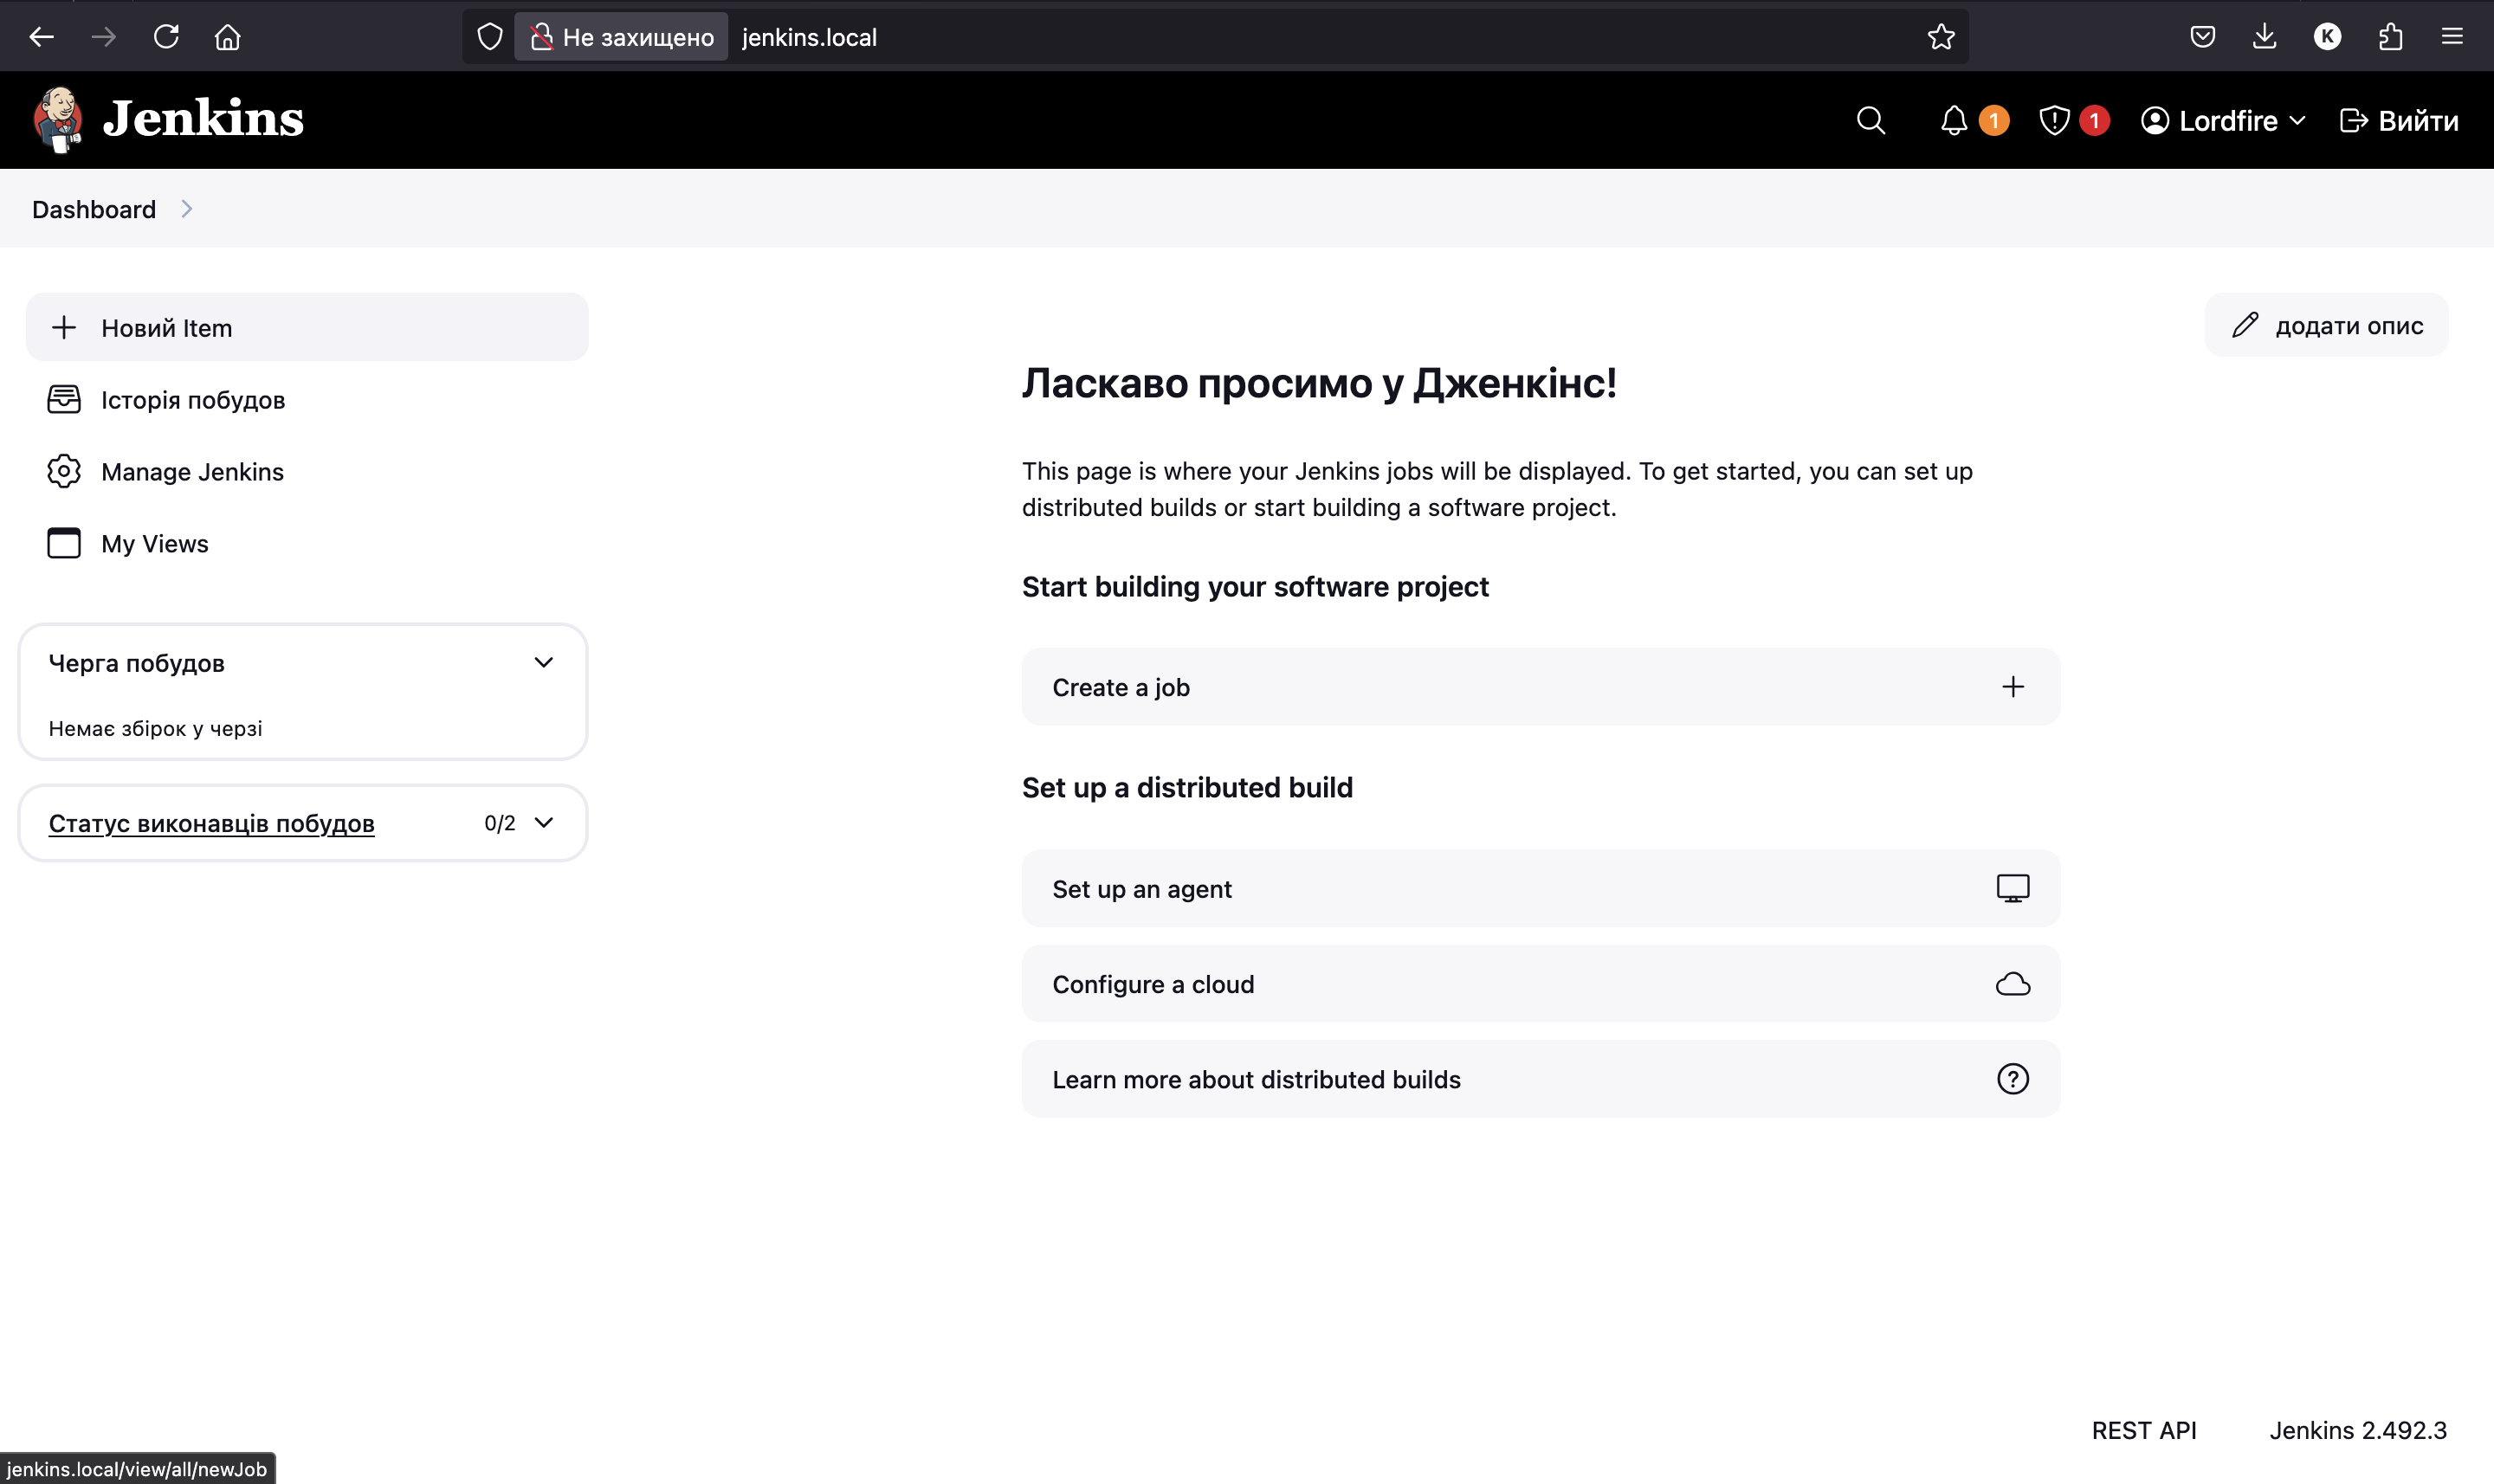 Не захищено jenkins.local
K
Jenkins
1 1 Lordfire Вийти
Dashboard
Новий Item
Історія побудов
Manage Jenkins
My Views
Черга побудов
Немає збірок у черзі
Статус виконавців побудов 0/2
додати опис
Ласкаво просимо у Дженкінс!
This page is where your Jenkins jobs will be displayed. To get started, you can set up
distributed builds or start building a software project.
Start building your software project
Create a job
Set up a distributed build
Set up an agent
Configure a cloud
Learn more about distributed builds
REST API Jenkins 2.492.3
jenkins.local/view/all/newJob